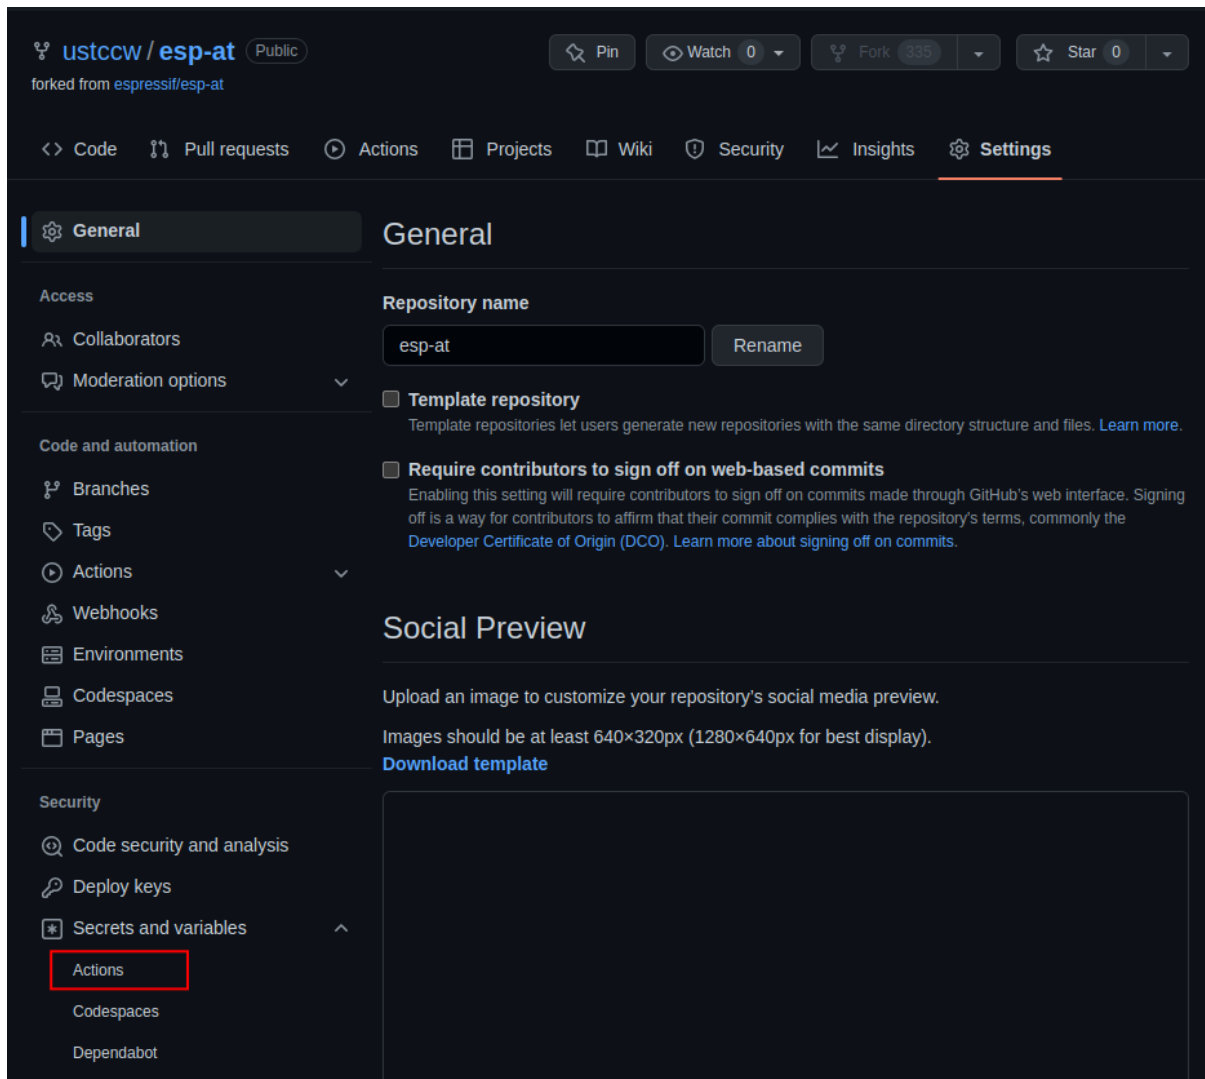 ustccw / esp-at Public
Pin
Watch 0
Fork 335
Star 0
forked from espressif/esp-at
Code
Pull requests
Actions
Projects
Wiki
Security
Insights
Settings
General
Access
Collaborators
Moderation options
Code and automation
Branches
Tags
Actions
Webhooks
Environments
Codespaces
Pages
Security
Code security and analysis
Deploy keys
Secrets and variables
Actions
Codespaces
Dependabot
General
Repository name
esp-at
Rename
Template repository
Template repositories let users generate new repositories with the same directory structure and files. Learn more.
Require contributors to sign off on web-based commits
Enabling this setting will require contributors to sign off on commits made through GitHub's web interface. Signing
off is a way for contributors to affirm that their commit complies with the repository's terms, commonly the
Developer Certificate of Origin (DCO). Learn more about signing off on commits.
Social Preview
Upload an image to customize your repository's social media preview.
Images should be at least 640×320px (1280×640px for best display).
Download template